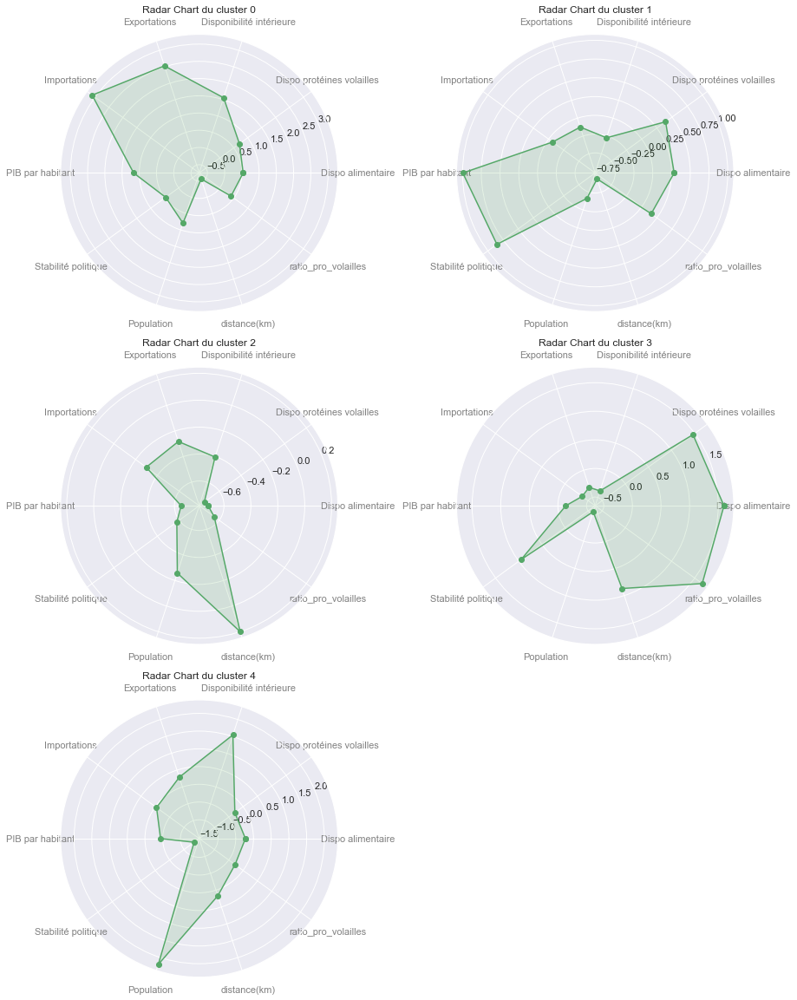 Radar Chart du cluster 0
Exportations
Disponibilité intérieure
Importations
Dispo protéines volailles
3.0
2.5
2.0
1.5
1.0
0.5
0.0
−0.5
PIB par habitant
Dispo alimentaire
Stabilité politique
ratio_pro_volailles
Population
distance(km)
Radar Chart du cluster 1
Exportations
Disponibilité intérieure
Importations
Dispo protéines volailles
1.00
0.75
0.50
0.25
0.00
−0.25
−0.50
−0.75
PIB par habitant
Dispo alimentaire
Stabilité politique
ratio_pro_volailles
Population
distance(km)
Radar Chart du cluster 2
Exportations
Disponibilité intérieure
Importations
Dispo protéines volailles
0.2
0.0
−0.2
−0.4
−0.6
PIB par habitant
Dispo alimentaire
Stabilité politique
ratio_pro_volailles
Population
distance(km)
Radar Chart du cluster 3
Exportations
Disponibilité intérieure
Importations
Dispo protéines volailles
1.5
1.0
0.5
0.0
−0.5
PIB par habitant
Dispo alimentaire
Stabilité politique
ratio_pro_volailles
Population
distance(km)
Radar Chart du cluster 4
Exportations
Disponibilité intérieure
Importations
Dispo protéines volailles
2.0
1.5
1.0
0.5
0.0
−0.5
−1.0
−1.5
PIB par habitant
Dispo alimentaire
Stabilité politique
ratio_pro_volailles
Population
distance(km)